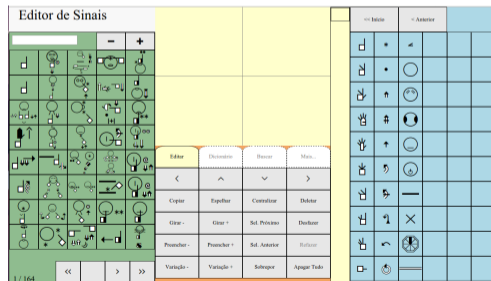 Editor de Sinais
<< Início < Anterior
− +
Editar Dicionário Buscar Mais...
Copiar Espelhar Centralizar Deletar
Girar - Girar + Sel. Próximo Desfazer
Preencher - Preencher + Sel. Anterior Refazer
Variação - Variação + Sobrepor Apagar Tudo
1 / 164 << < > >>